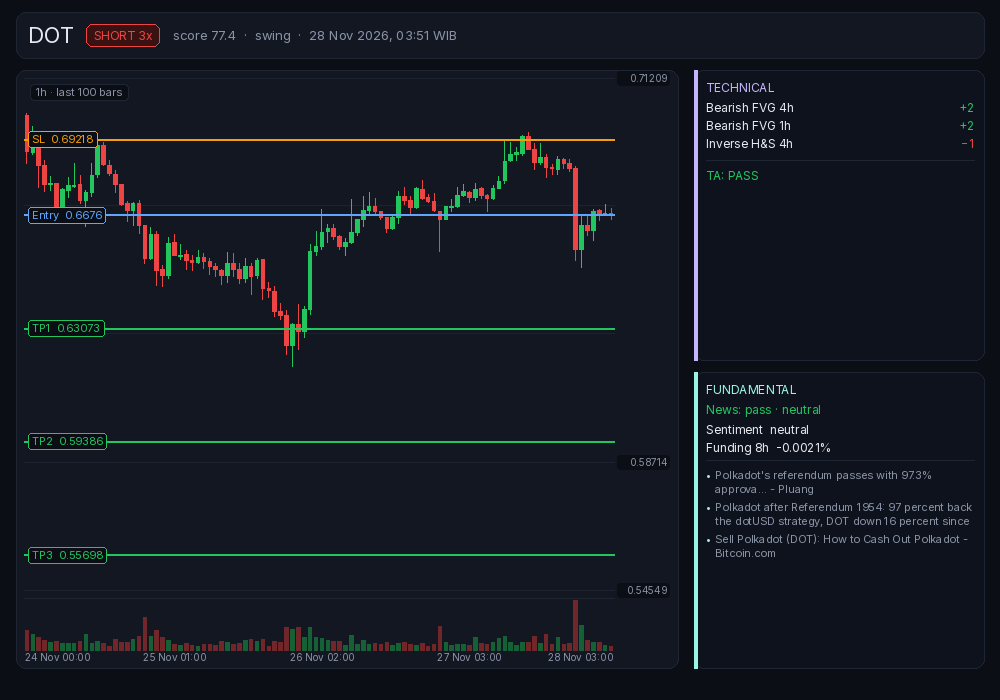 DOT SHORT 3x score 77.4 · swing · 28 Nov 2026, 03:51 WIB
1h · last 100 bars
0.71209
SL 0.69218
Entry 0.6676
TP1 0.63073
TP2 0.59386
0.58714
TP3 0.55698
0.54549
24 Nov 00:00 25 Nov 01:00 26 Nov 02:00 27 Nov 03:00 28 Nov 03:00
TECHNICAL
Bearish FVG 4h +2
Bearish FVG 1h +2
Inverse H&S 4h −1
TA: PASS
FUNDAMENTAL
News: pass · neutral
Sentiment neutral
Funding 8h -0.0021%
• Polkadot's referendum passes with 97.3%
approva... - Pluang
• Polkadot after Referendum 1954: 97 percent back
the dotUSD strategy, DOT down 16 percent since
• Sell Polkadot (DOT): How to Cash Out Polkadot -
Bitcoin.com